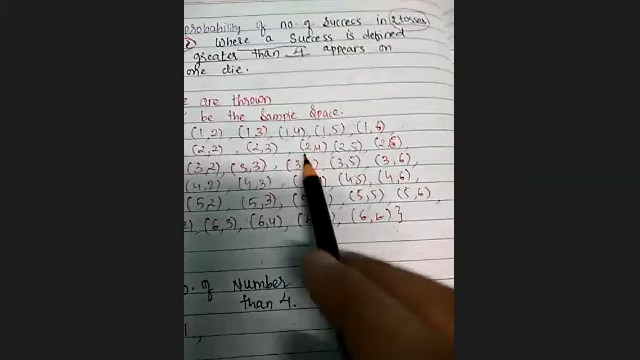 probability of no. of Success in 2 tosses
Where a Success is defined
greater than 4 appears on
one die.
are thrown
be the Sample Space.
(1,2) (1,3) (1,4) (1,5) (1,6)
(2,2) , (2,3) (2,4) (2,5) (2,6)
(3,2) (3,3) , (3,5) , (3,6) ,
(4,2) , (4,3) (4,5) (4,6) ,
(5,2) (5,3) (5,5) , (5,6) ,
, (6,3) , (6,4) , , (6,6) }
of Number
than 4.